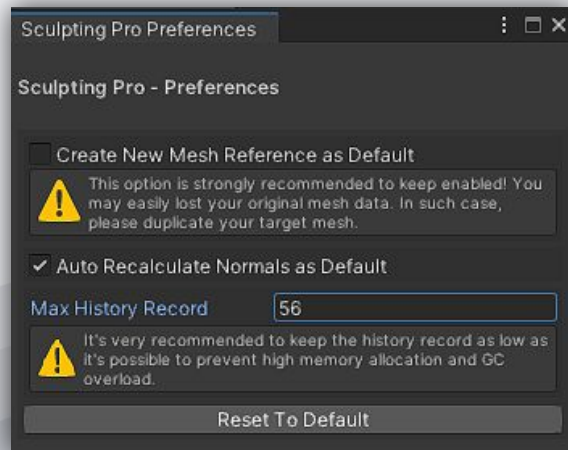 Sculpting Pro Preferences
Sculpting Pro - Preferences
Create New Mesh Reference as Default
This option is strongly recommended to keep enabled! You
may easily lost your original mesh data. In such case,
please duplicate your target mesh.
Auto Recalculate Normals as Default
Max History Record 56
It's very recommended to keep the history record as low as
it's possible to prevent high memory allocation and GC
overload.
Reset To Default